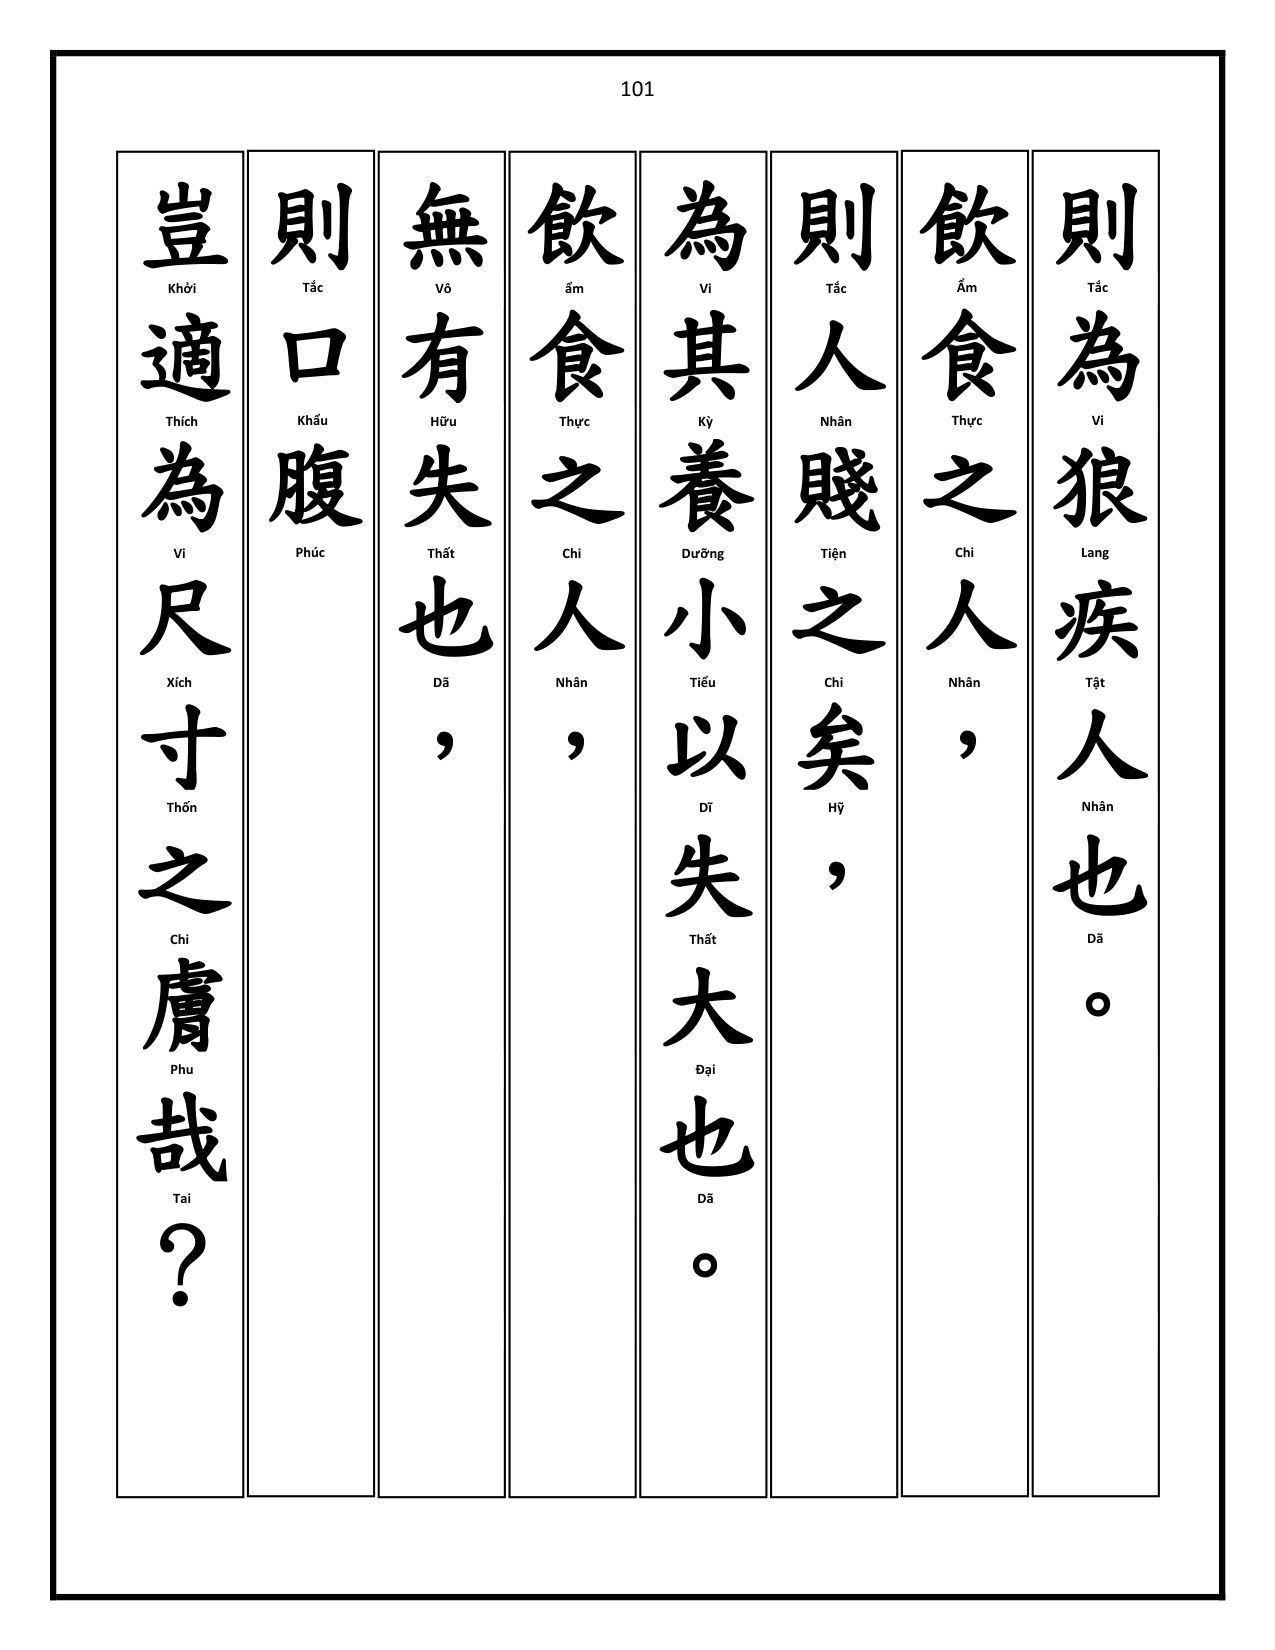 101
則為狼疾人也。
Tắc Vi Lang Tật Nhân Dã
飲食之人，
Ẩm Thực Chi Nhân
則人賤之矣，
Tắc Nhân Tiện Chi Hỹ
為其養小以失大也。
Vi Kỳ Dưỡng Tiểu Dĩ Thất Đại Dã
飲食之人，
ẩm Thực Chi Nhân
無有失也，
Vô Hữu Thất Dã
則口腹
Tắc Khẩu Phúc
豈適為尺寸之膚哉？
Khởi Thích Vi Xích Thốn Chi Phu Tai